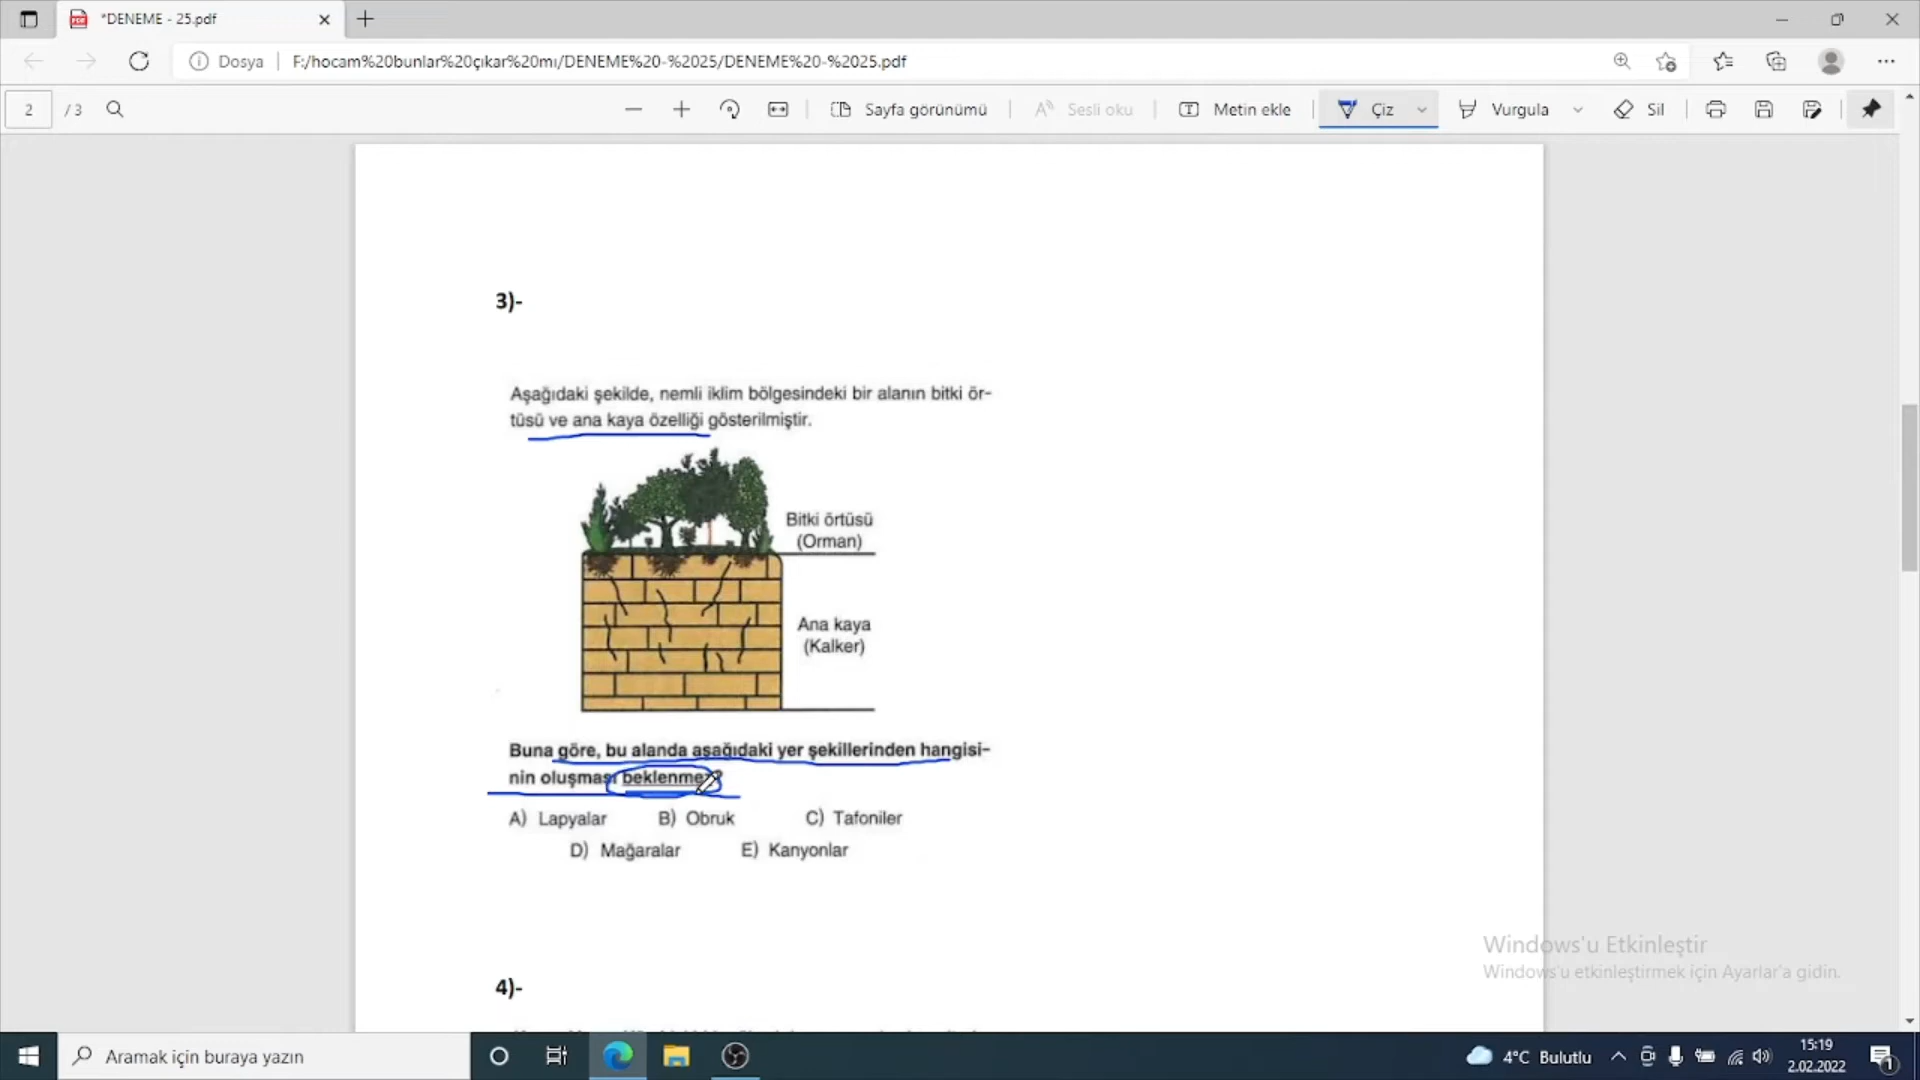 *DENEME - 25.pdf
Dosya
F:/hocam%20bunlar%20çıkar%20mı/DENEME%20-%2025/DENEME%20-%2025.pdf
2 / 3
Sayfa görünümü
Sesli oku
Metin ekle
Çiz
Vurgula
Sil
3)-
Aşağıdaki şekilde, nemli iklim bölgesindeki bir alanın bitki ör-
tüsü ve ana kaya özelliği gösterilmiştir.
Bitki örtüsü
(Orman)
Ana kaya
(Kalker)
Buna göre, bu alanda aşağıdaki yer şekillerinden hangisi-
nin oluşması beklenmez?
A) Lapyalar B) Obruk C) Tafoniler
D) Mağaralar E) Kanyonlar
Windows'u Etkinleştir
Windows'u etkinleştirmek için Ayarlar'a gidin.
4)-
Aramak için buraya yazın
4°C Bulutlu
15:19
2.02.2022
1